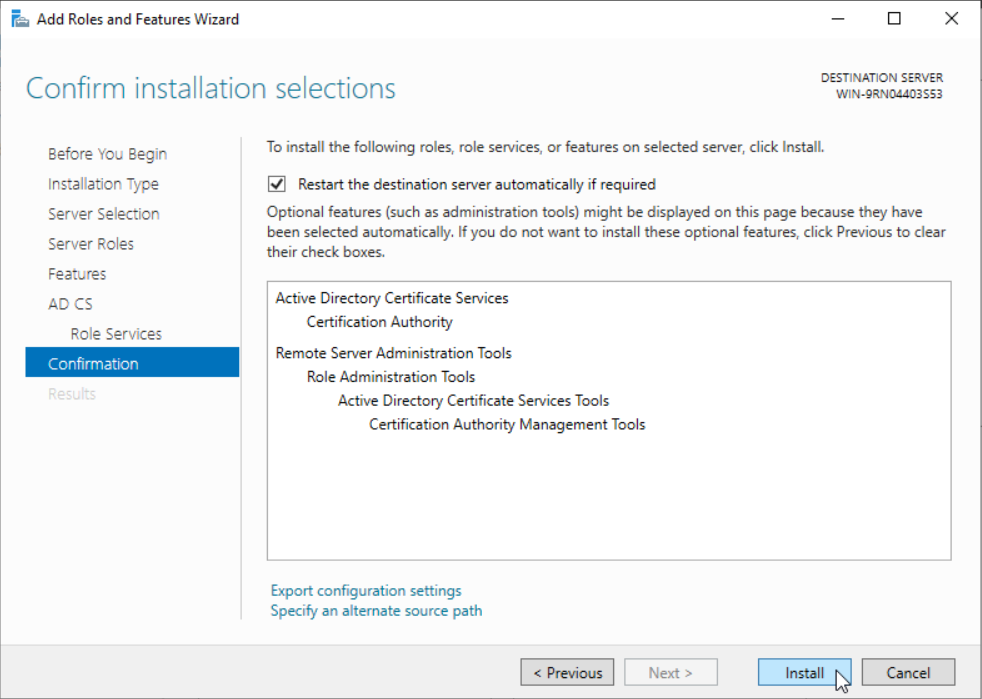 Add Roles and Features Wizard
Confirm installation selections
DESTINATION SERVER
WIN-9RN04403S53
Before You Begin
Installation Type
Server Selection
Server Roles
Features
AD CS
Role Services
Confirmation
Results
To install the following roles, role services, or features on selected server, click Install.
Restart the destination server automatically if required
Optional features (such as administration tools) might be displayed on this page because they have
been selected automatically. If you do not want to install these optional features, click Previous to clear
their check boxes.
Active Directory Certificate Services
Certification Authority
Remote Server Administration Tools
Role Administration Tools
Active Directory Certificate Services Tools
Certification Authority Management Tools
Export configuration settings
Specify an alternate source path
< Previous
Next >
Install
Cancel